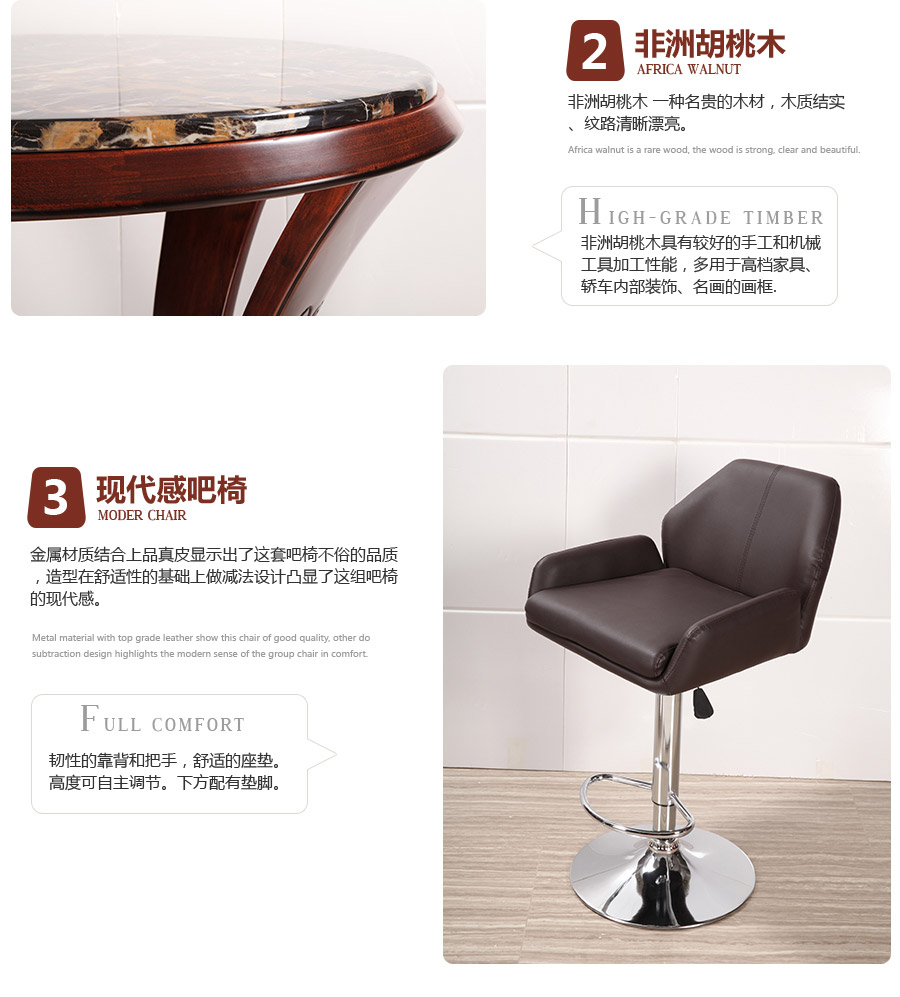 2
非洲胡桃木
AFRICA WALNUT
非洲胡桃木 一种名贵的木材，木质结实
、纹路清晰漂亮。
Africa walnut is a rare wood, the wood is strong, clear and beautiful.
HIGH-GRADE TIMBER
非洲胡桃木具有较好的手工和机械
工具加工性能，多用于高档家具、
轿车内部装饰、名画的画框.
3
现代感吧椅
MODER CHAIR
金属材质结合上品真皮显示出了这套吧椅不俗的品质
，造型在舒适性的基础上做减法设计凸显了这组吧椅
的现代感。
Metal material with top grade leather show this chair of good quality, other do
subtraction design highlights the modern sense of the group chair in comfort.
FULL COMFORT
韧性的靠背和把手，舒适的座垫。
高度可自主调节。下方配有垫脚。